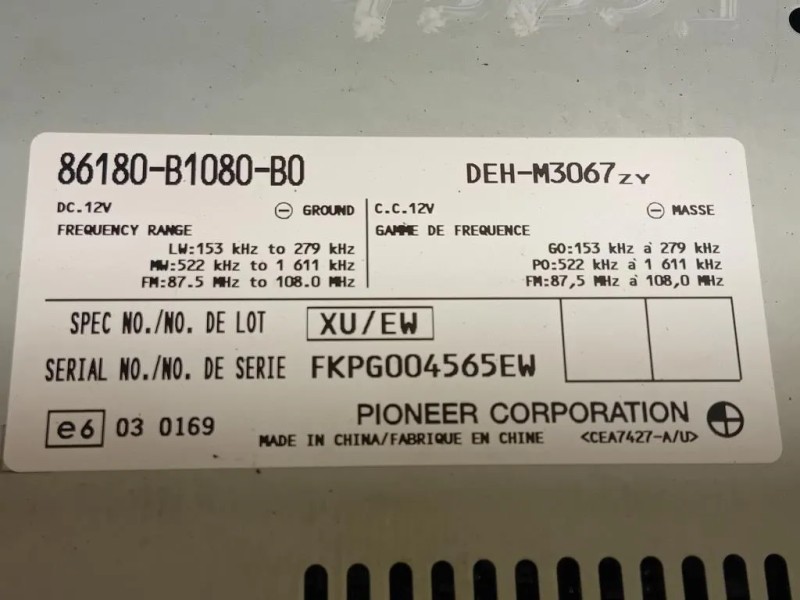 86180-B1080-B0 DEH-M3067ZY
DC.12V ⊖ GROUND C.C.12V ⊖ MASSE
FREQUENCY RANGE GAMME DE FREQUENCE
LW:153 kHz to 279 kHz GO:153 kHz à 279 kHz
MW:522 kHz to 1 611 kHz PO:522 kHz à 1 611 kHz
FM:87.5 MHz to 108.0 MHz FM:87,5 MHz à 108,0 MHz
SPEC NO./NO. DE LOT XU/EW
SERIAL NO./NO. DE SERIE FKPG004565EW
e6 03 0169 PIONEER CORPORATION
MADE IN CHINA/FABRIQUE EN CHINE <CEA7427-A/U>